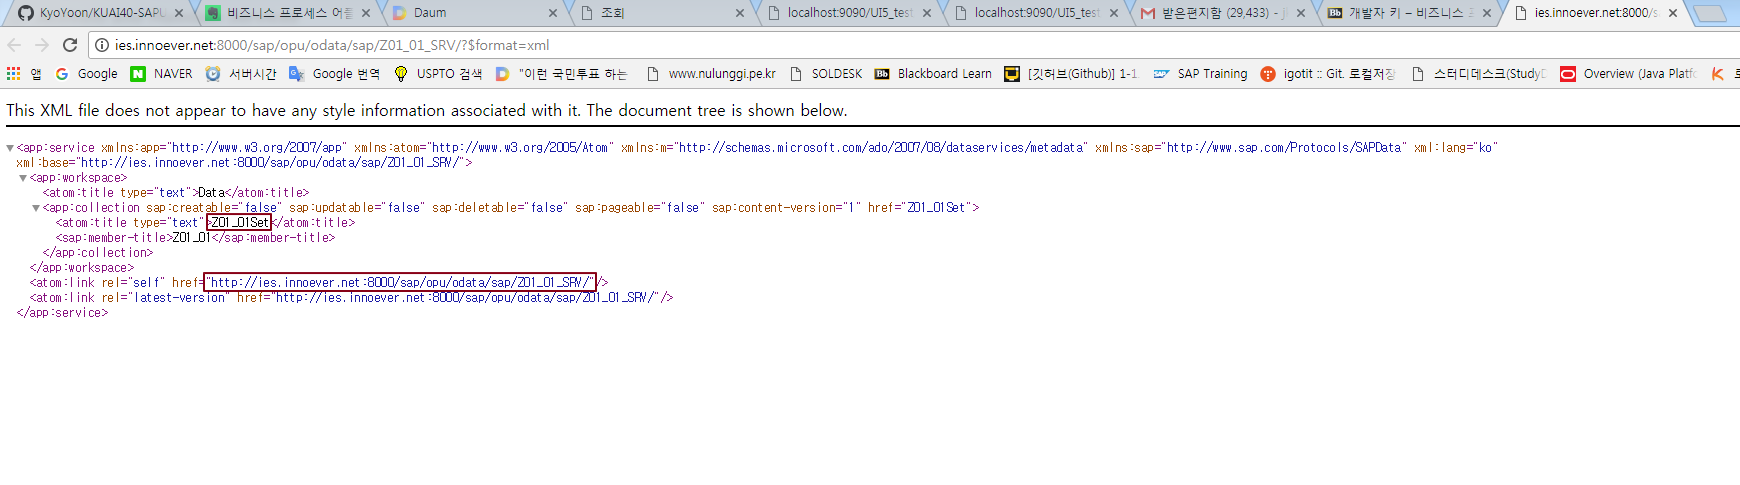 KyoYoon/KUAI40-SAPU
비즈니스 프로세스 어플
Daum
조회
localhost:9090/UI5_test
localhost:9090/UI5_test
받은편지함 (29,433) - j
개발자 키 – 비즈니스 프
ies.innoever.net:8000/s
ies.innoever.net:8000/sap/opu/odata/sap/Z01_01_SRV/?$format=xml
앱 Google NAVER 서버시간 Google 번역 USPTO 검색 "이런 국민투표 하는 www.nulunggi.pe.kr SOLDESK Blackboard Learn [깃허브(Github)] 1-1. SAP Training igotit :: Git. 로컬저장 스터디데스크(StudyD Overview (Java Platfo
This XML file does not appear to have any style information associated with it. The document tree is shown below.
<app:service xmlns:app="http://www.w3.org/2007/app" xmlns:atom="http://www.w3.org/2005/Atom" xmlns:m="http://schemas.microsoft.com/ado/2007/08/dataservices/metadata" xmlns:sap="http://www.sap.com/Protocols/SAPData" xml:lang="ko"
xml:base="http://ies.innoever.net:8000/sap/opu/odata/sap/Z01_01_SRV/">
<app:workspace>
<atom:title type="text">Data</atom:title>
<app:collection sap:creatable="false" sap:updatable="false" sap:deletable="false" sap:pageable="false" sap:content-version="1" href="Z01_01Set">
<atom:title type="text">Z01_01Set</atom:title>
<sap:member-title>Z01_01</sap:member-title>
</app:collection>
</app:workspace>
<atom:link rel="self" href="http://ies.innoever.net:8000/sap/opu/odata/sap/Z01_01_SRV/"/>
<atom:link rel="latest-version" href="http://ies.innoever.net:8000/sap/opu/odata/sap/Z01_01_SRV/"/>
</app:service>